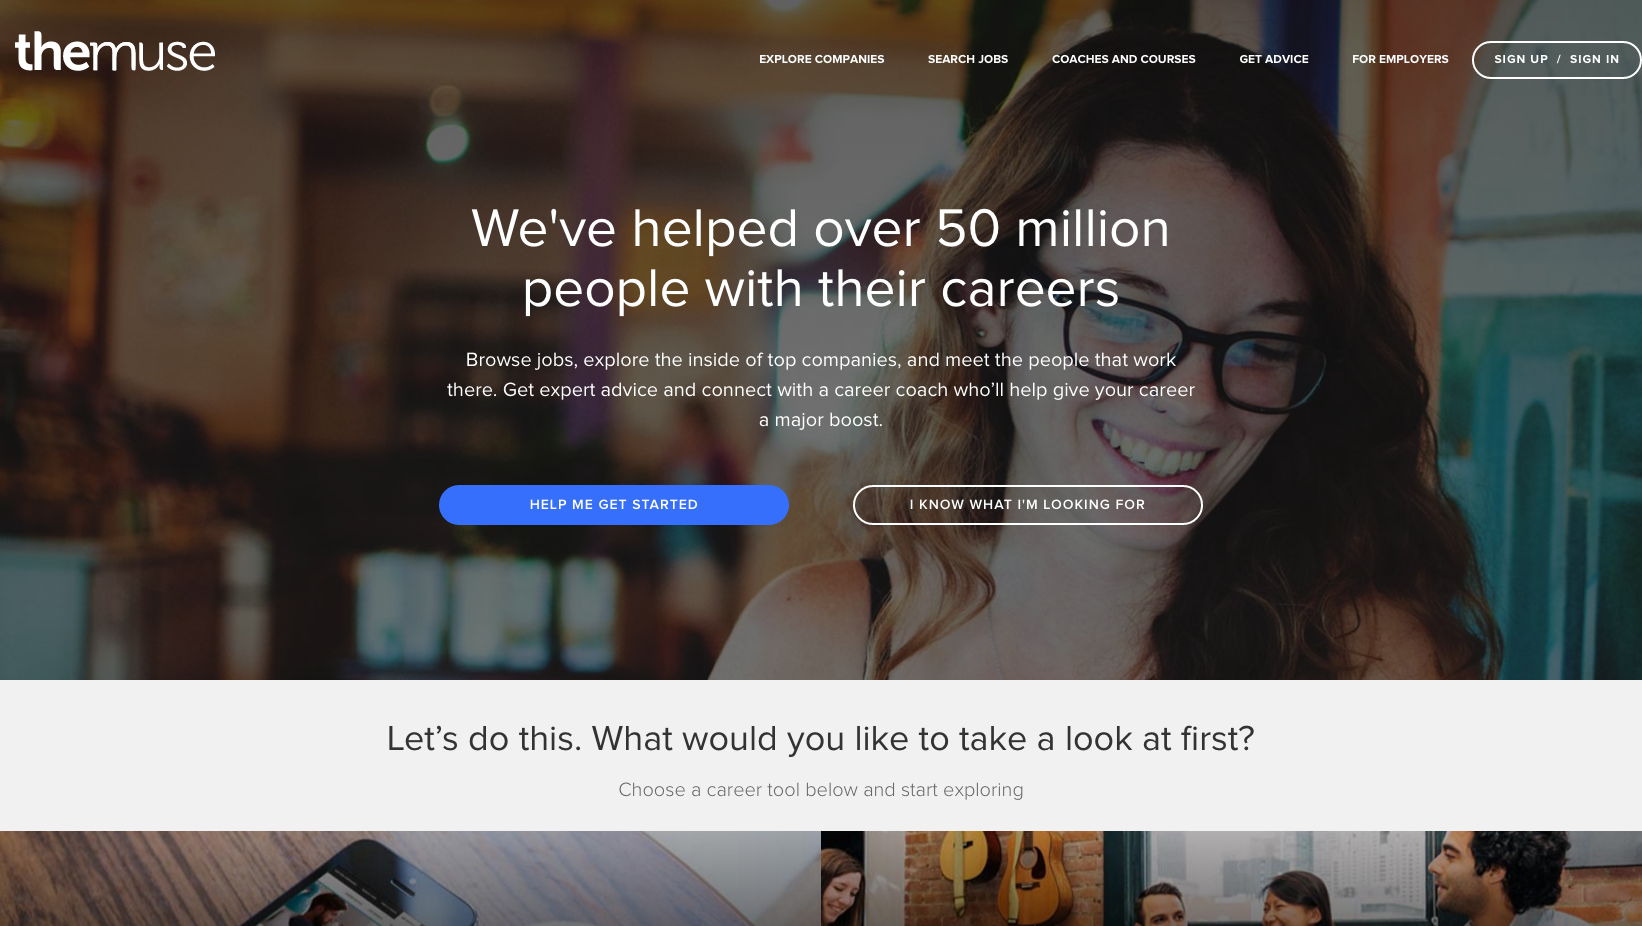 themuse
EXPLORE COMPANIES
SEARCH JOBS
COACHES AND COURSES
GET ADVICE
FOR EMPLOYERS
SIGN UP / SIGN IN
We've helped over 50 million
people with their careers
Browse jobs, explore the inside of top companies, and meet the people that work
there. Get expert advice and connect with a career coach who’ll help give your career
a major boost.
HELP ME GET STARTED
I KNOW WHAT I'M LOOKING FOR
Let’s do this. What would you like to take a look at first?
Choose a career tool below and start exploring